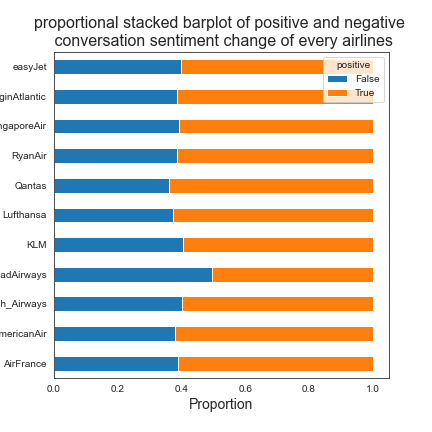 proportional stacked barplot of positive and negative
conversation sentiment change of every airlines
positive
False
True
easyJet
ginAtlantic
ngaporeAir
RyanAir
Qantas
Lufthansa
KLM
adAirways
h_Airways
mericanAir
AirFrance
0.0 0.2 0.4 0.6 0.8 1.0
Proportion